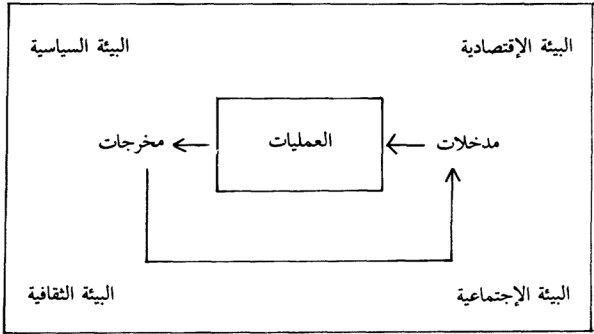 البيئة الإقتصادية
البيئة السياسية
مدخلات
العمليات
مخرجات
البيئة الإجتماعية
البيئة الثقافية